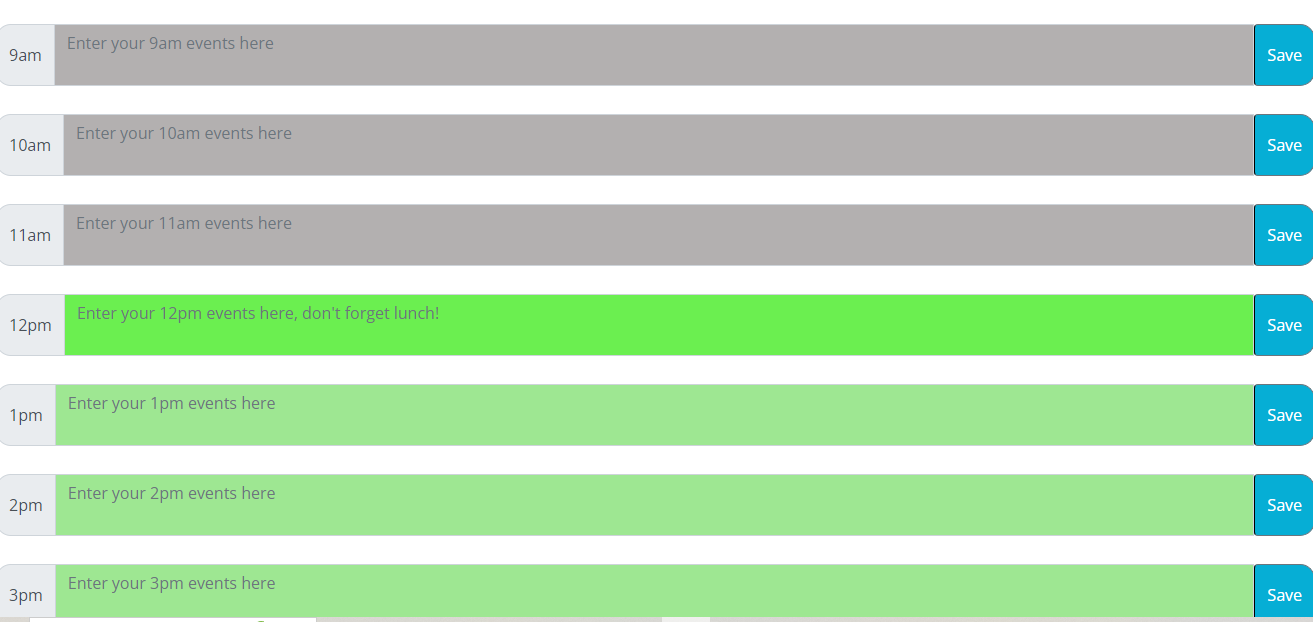 9am Enter your 9am events here Save
10am Enter your 10am events here Save
11am Enter your 11am events here Save
12pm Enter your 12pm events here, don't forget lunch! Save
1pm Enter your 1pm events here Save
2pm Enter your 2pm events here Save
3pm Enter your 3pm events here Save